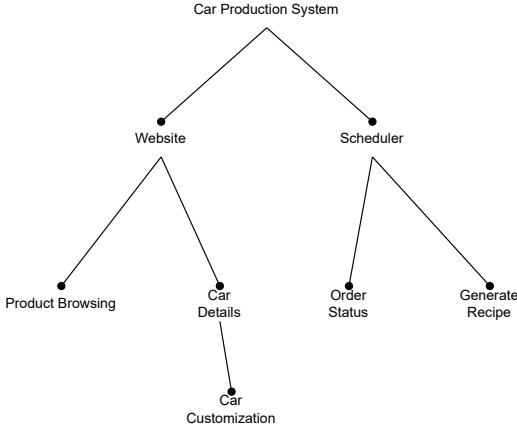 Car Production System
Website
Scheduler
Product Browsing
Car
Details
Order
Status
Generate
Recipe
Car
Customization